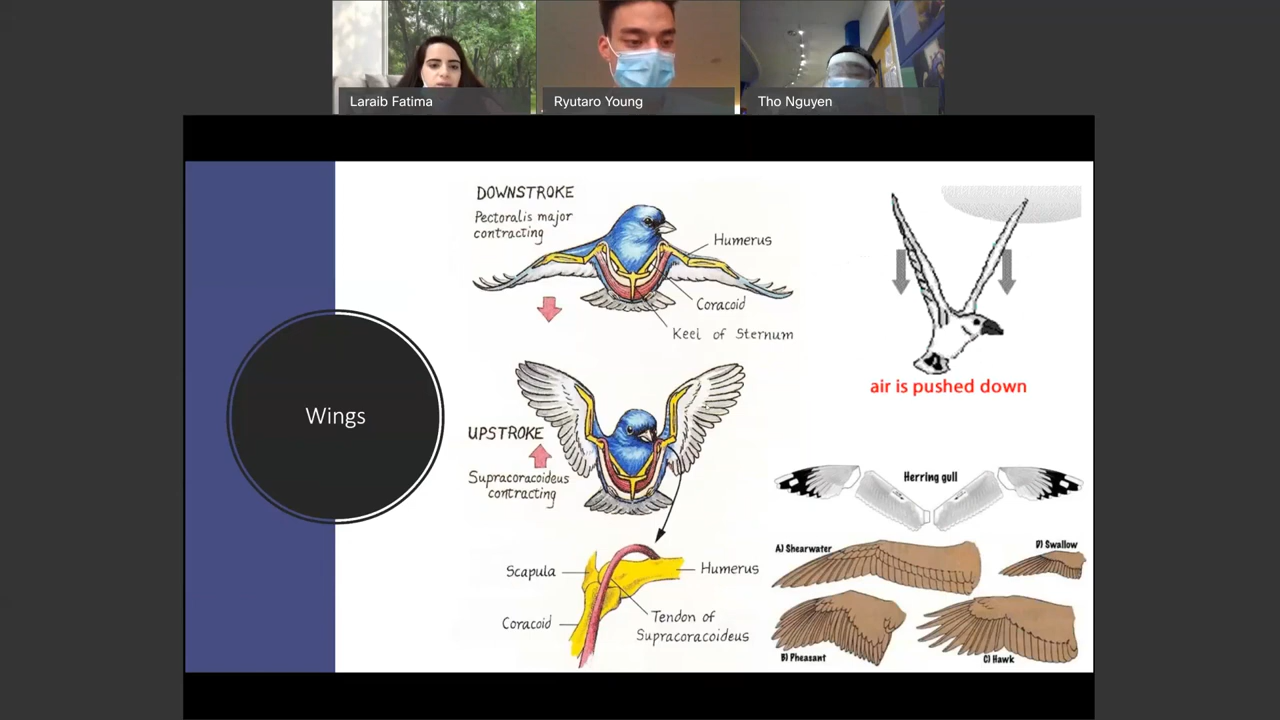 Laraib Fatima
Ryutaro Young
Tho Nguyen
Wings
DOWNSTROKE
Pectoralis major
contracting
Humerus
Coracoid
Keel of Sternum
UPSTROKE
Supracoracoideus
contracting
Scapula
Humerus
Coracoid
Tendon of
Supracoracoideus
air is pushed down
Herring gull
A) Shearwater
D) Swallow
B) Pheasant
C) Hawk